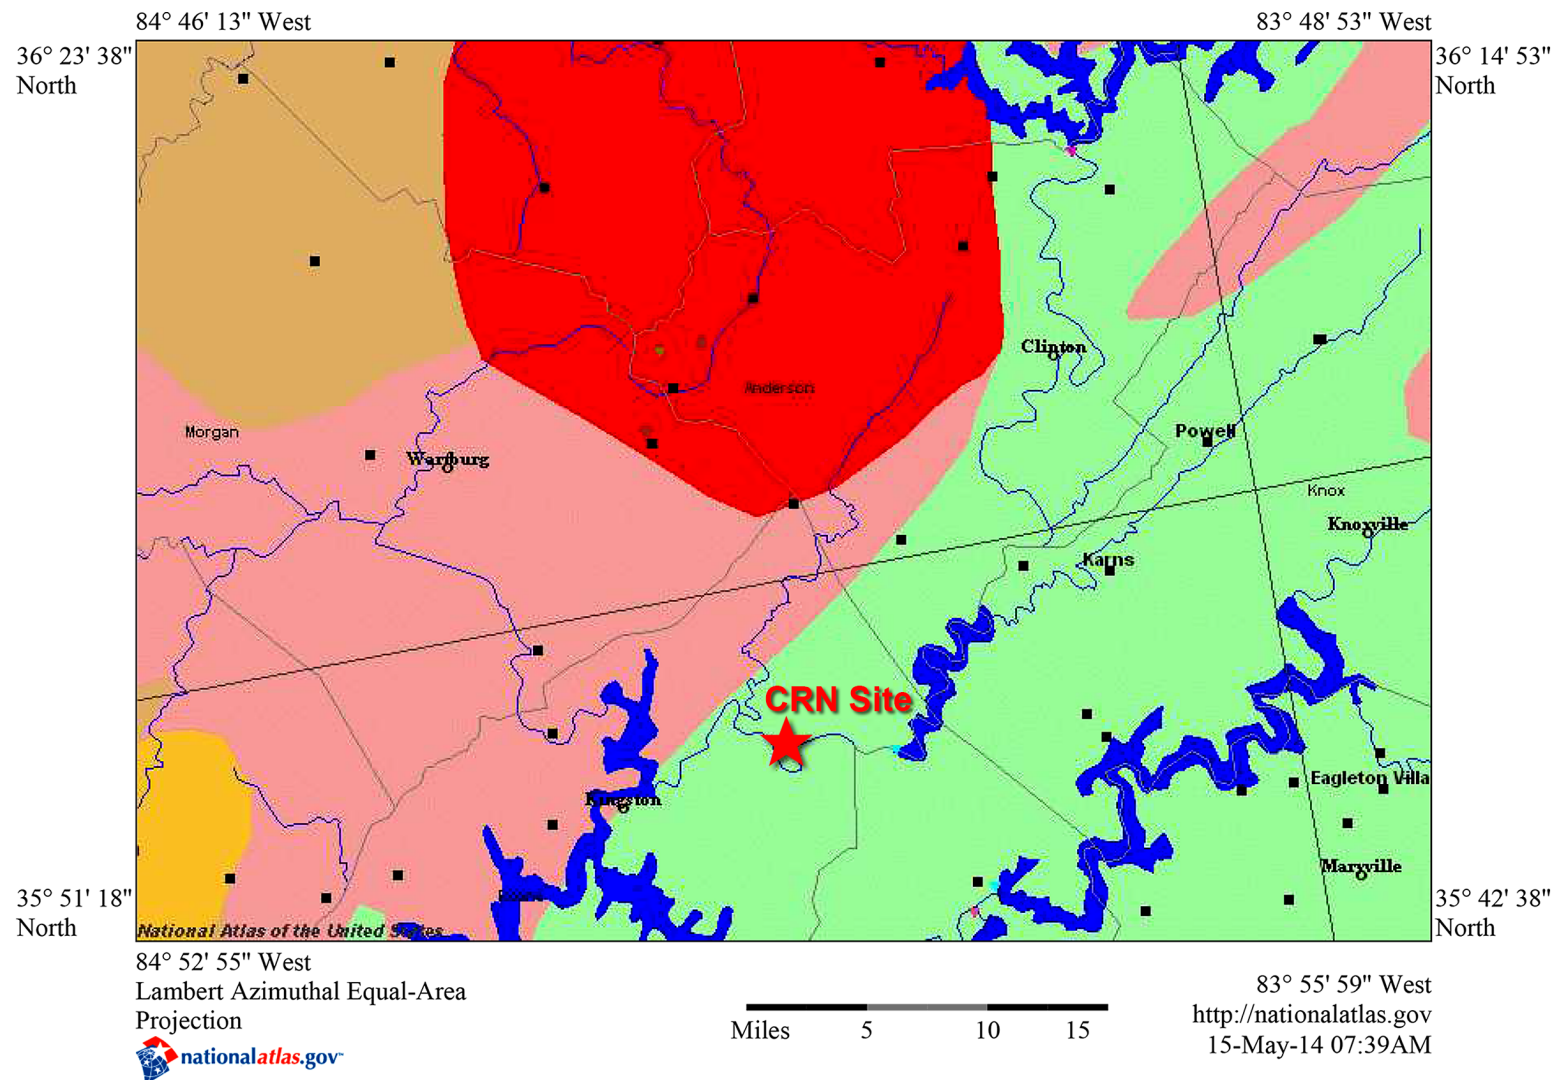 84° 46' 13" West
83° 48' 53" West
36° 23' 38"
North
36° 14' 53"
North
Clinton
Anderson
Morgan
Wartburg
Powell
Knox
Knoxville
Karns
CRN Site
Kingston
Eagleton Villa
Maryville
35° 51' 18"
North
35° 42' 38"
North
National Atlas of the United States
84° 52' 55" West
Lambert Azimuthal Equal-Area
Projection
nationalatlas.gov™
Miles 5 10 15
83° 55' 59" West
http://nationalatlas.gov
15-May-14 07:39AM